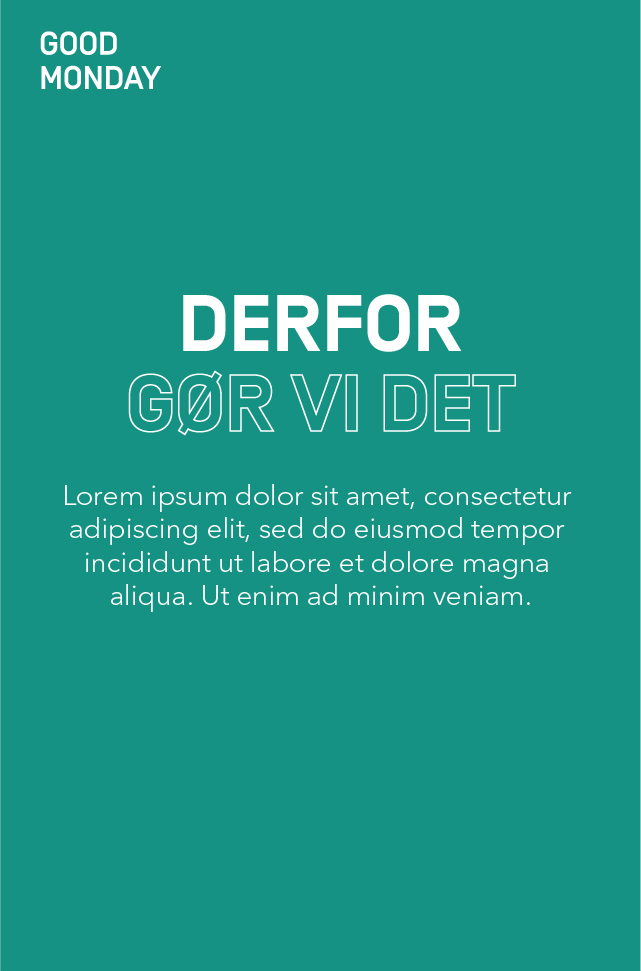 GOOD
MONDAY
DERFOR
GØR VI DET
Lorem ipsum dolor sit amet, consectetur
adipiscing elit, sed do eiusmod tempor
incididunt ut labore et dolore magna
aliqua. Ut enim ad minim veniam.